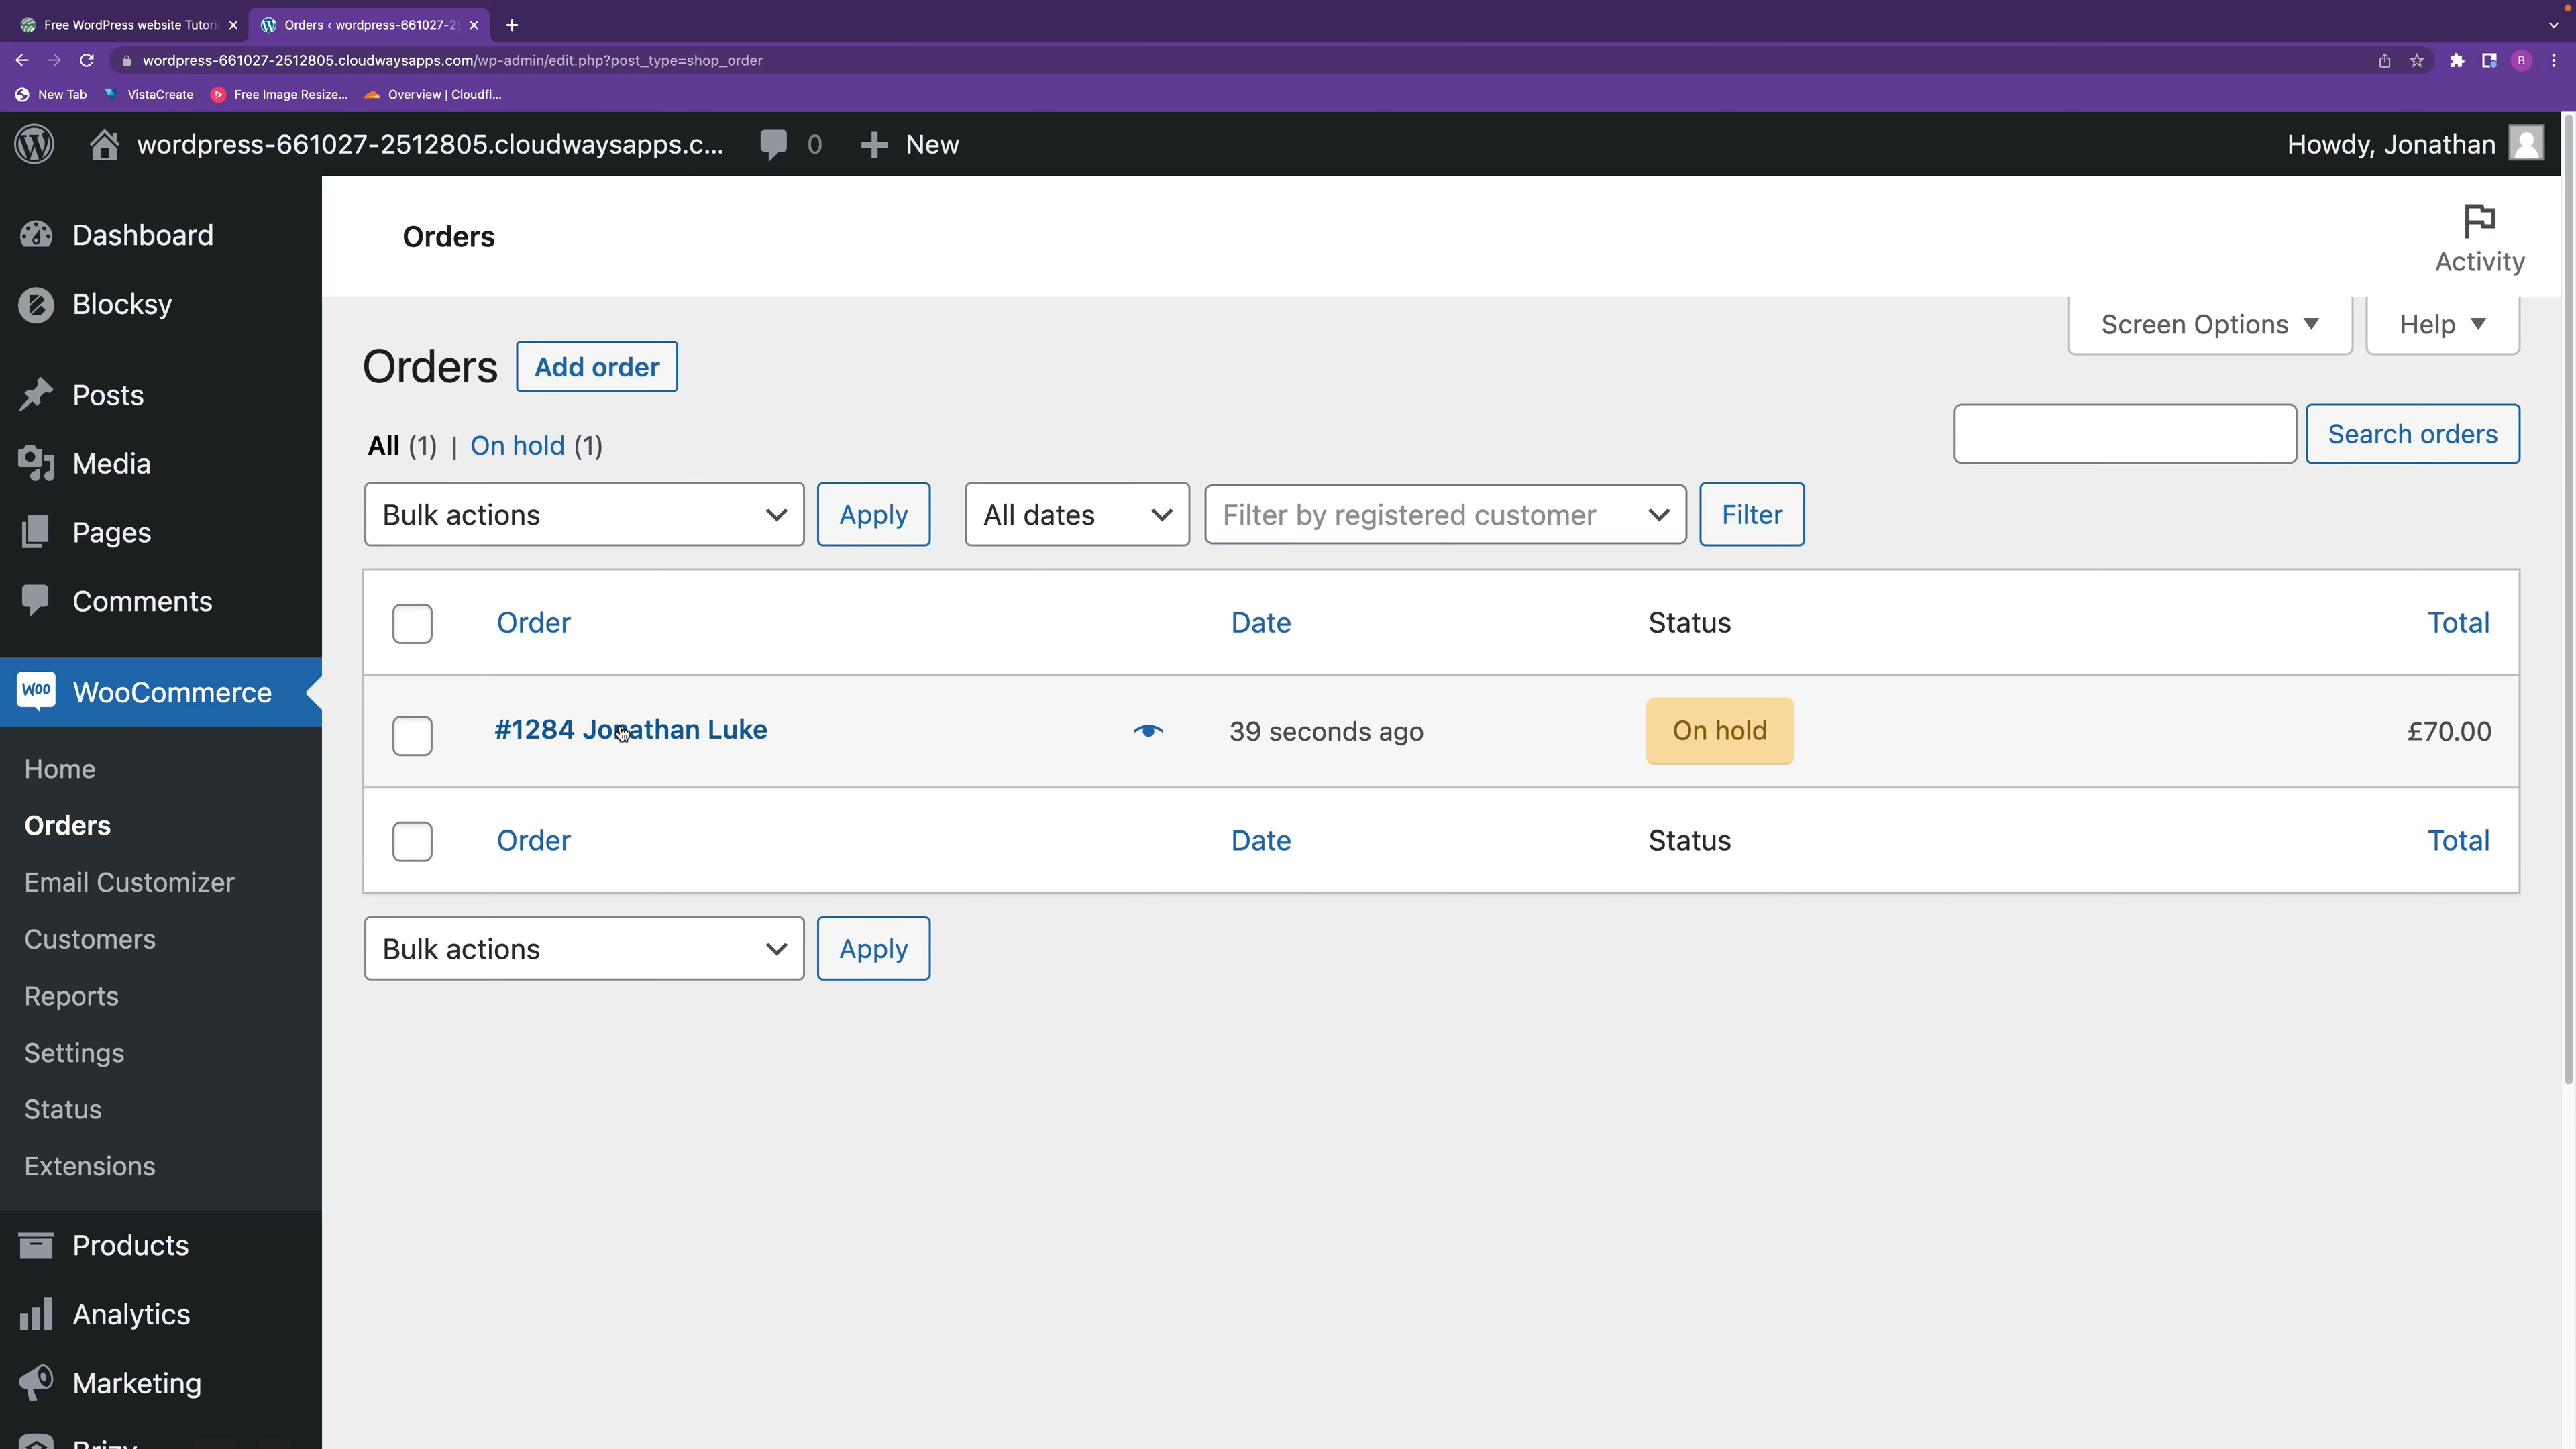 Free WordPress website Tutori
Orders ‹ wordpress-661027-25
wordpress-661027-2512805.cloudwaysapps.com/wp-admin/edit.php?post_type=shop_order
B
New Tab
VistaCreate
Free Image Resize...
Overview | Cloudfl...
wordpress-661027-2512805.cloudwaysapps.c...
0
New
Howdy, Jonathan
Dashboard
Blocksy
Posts
Media
Pages
Comments
Woo
WooCommerce
Home
Orders
Email Customizer
Customers
Reports
Settings
Status
Extensions
Products
Analytics
Marketing
Brizy
Orders
Activity
Screen Options
Help
Orders
Add order
All (1) | On hold (1)
Search orders
Bulk actions
Apply
All dates
Filter by registered customer
Filter
Order
Date
Status
Total
#1284 Jonathan Luke
39 seconds ago
On hold
£70.00
Order
Date
Status
Total
Bulk actions
Apply